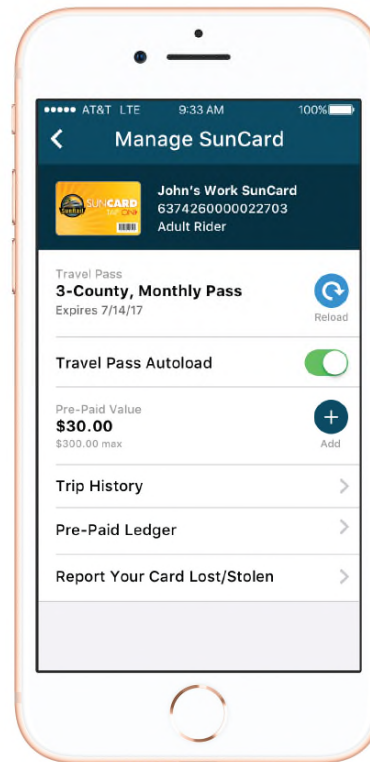 AT&T LTE 9:33 AM 100%
Manage SunCard
SunRail
SUNCARD
John's Work SunCard
6374260000022703
Adult Rider
Travel Pass
3-County, Monthly Pass
Expires 7/14/17
Reload
Travel Pass Autoload
Pre-Paid Value
$30.00
$300.00 max
Add
Trip History
Pre-Paid Ledger
Report Your Card Lost/Stolen